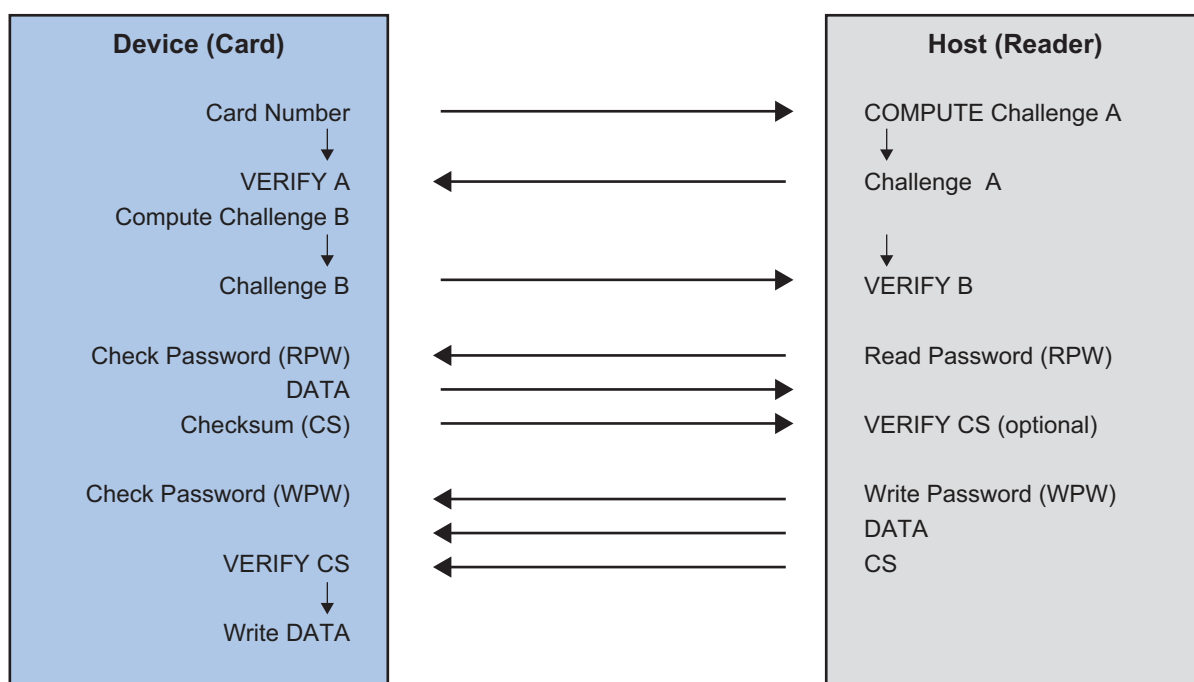 Device (Card)
Host (Reader)
Card Number
COMPUTE Challenge A
VERIFY A
Challenge A
Compute Challenge B
Challenge B
VERIFY B
Check Password (RPW)
Read Password (RPW)
DATA
Checksum (CS)
VERIFY CS (optional)
Check Password (WPW)
Write Password (WPW)
DATA
VERIFY CS
CS
Write DATA